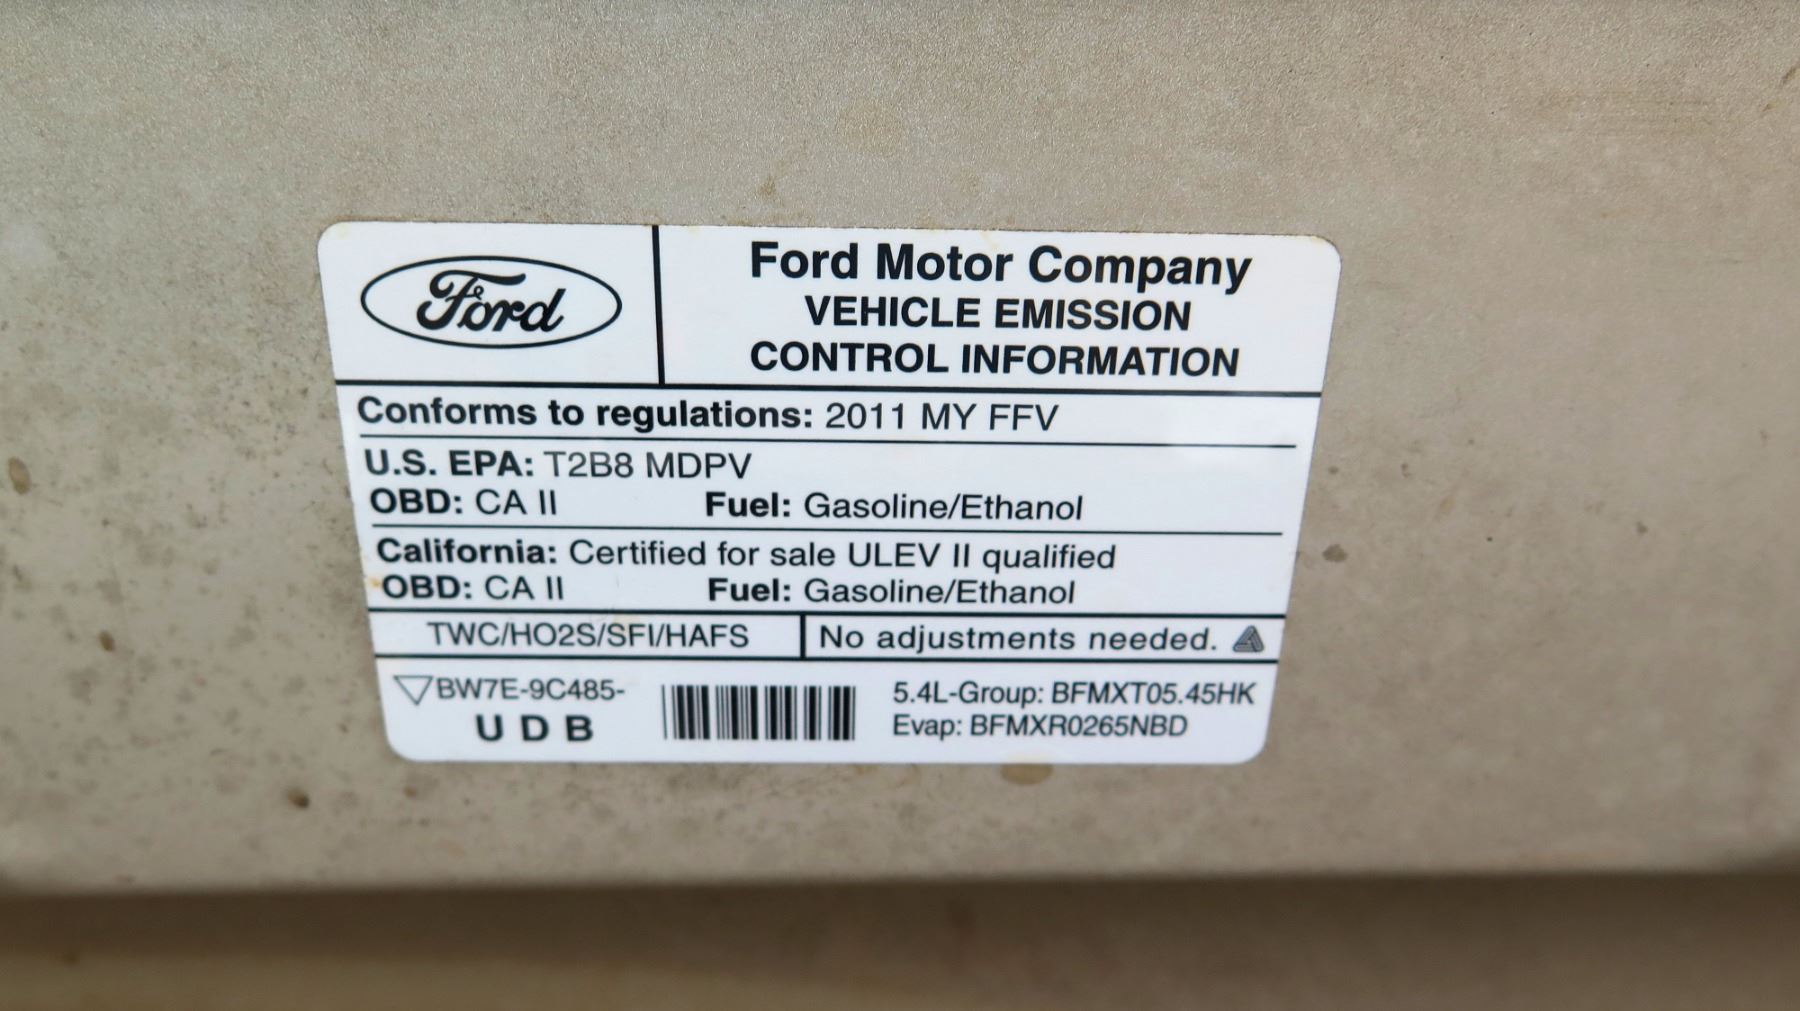 Ford
Ford Motor Company
VEHICLE EMISSION
CONTROL INFORMATION
Conforms to regulations: 2011 MY FFV
U.S. EPA: T2B8 MDPV
OBD: CA II Fuel: Gasoline/Ethanol
California: Certified for sale ULEV II qualified
OBD: CA II Fuel: Gasoline/Ethanol
TWC/HO2S/SFI/HAFS No adjustments needed.
BW7E-9C485- 5.4L-Group: BFMXT05.45HK
U D B Evap: BFMXR0265NBD